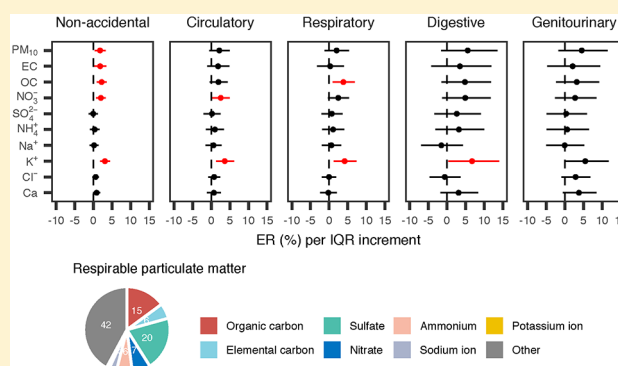 Non-accidental Circulatory Respiratory Digestive Genitourinary
PM₁₀
EC
OC
NO₃⁻
SO₄²⁻
NH₄⁺
Na⁺
K⁺
Cl⁻
Ca
-10 -5 0 5 10 15 -10 -5 0 5 10 15 -10 -5 0 5 10 15 -10 -5 0 5 10 15 -10 -5 0 5 10 15
ER (%) per IQR increment
Respirable particulate matter
15
42
20
7
Organic carbon Sulfate Ammonium Potassium ion
Elemental carbon Nitrate Sodium ion Other